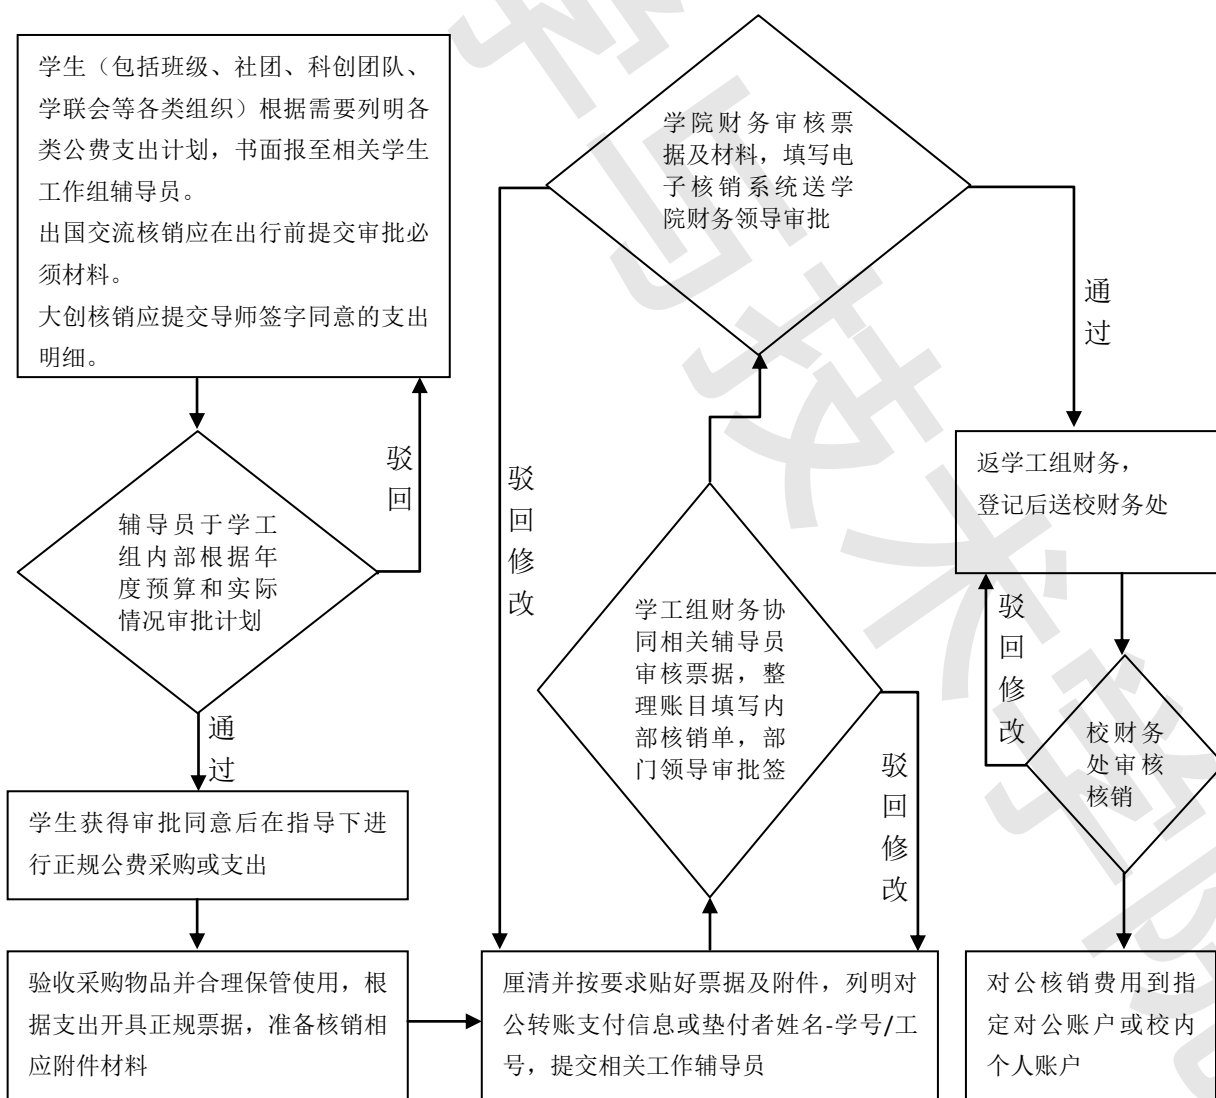 学生（包括班级、社团、科创团队、
学联会等各类组织）根据需要列明各
类公费支出计划，书面报至相关学生
工作组辅导员。
出国交流核销应在出行前提交审批必
须材料。
大创核销应提交导师签字同意的支出
明细。
驳回
辅导员于学工
组内部根据年
度预算和实际
情况审批计划
通过
学生获得审批同意后在指导下进
行正规公费采购或支出
验收采购物品并合理保管使用，根
据支出开具正规票据，准备核销相
应附件材料
厘清并按要求贴好票据及附件，列明对
公转账支付信息或垫付者姓名-学号/工
号，提交相关工作辅导员
学工组财务协
同相关辅导员
审核票据，整
理账目填写内
部核销单，部
门领导审批签
驳回修改
学院财务审核票
据及材料，填写电
子核销系统送学
院财务领导审批
驳回修改
通过
返学工组财务，
登记后送校财务处
驳回修改
校财务
处审核
核销
对公核销费用到指
定对公账户或校内
个人账户
学与技术学院